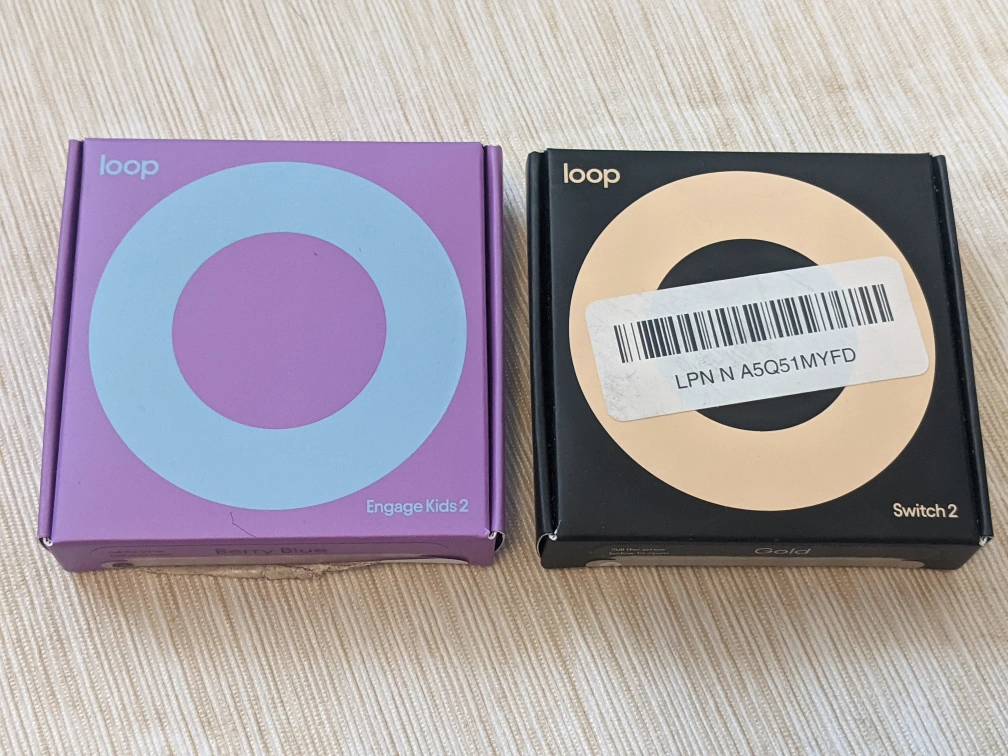 loop
Engage Kids 2
Berry Blue
loop
LPN N A5Q51MYFD
Switch 2
Gold